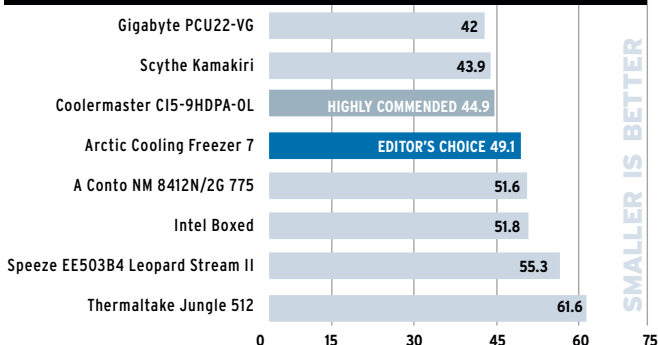 Gigabyte PCU22-VG 42
Scythe Kamakiri 43.9
Coolermaster CI5-9HDPA-0L HIGHLY COMMENDED 44.9
Arctic Cooling Freezer 7 EDITOR'S CHOICE 49.1
A Conto NM 8412N/2G 775 51.6
Intel Boxed 51.8
Speeze EE503B4 Leopard Stream II 55.3
Thermaltake Jungle 512 61.6
0 15 30 45 60 75
SMALLER IS BETTER